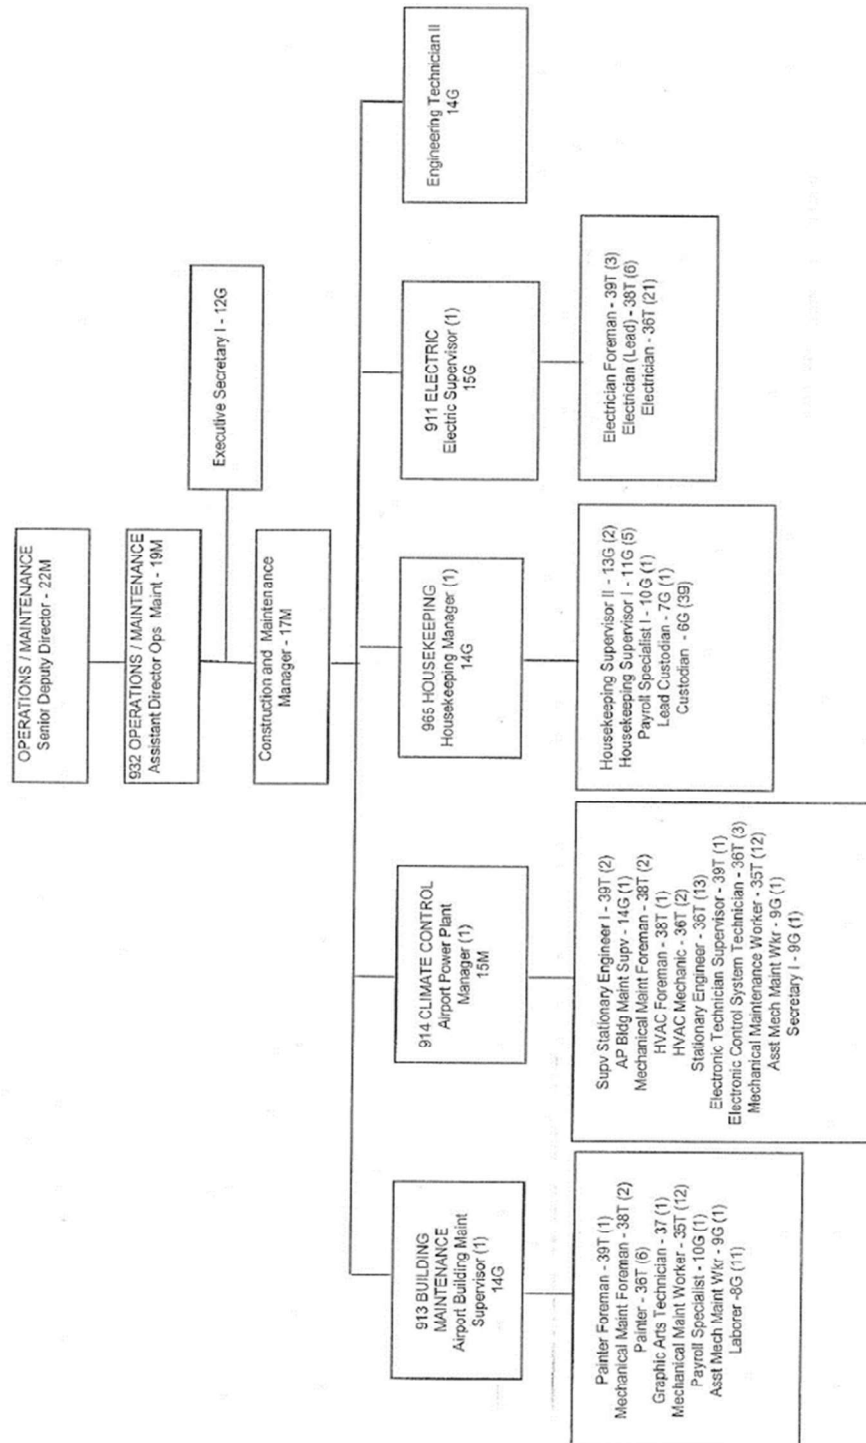 OPERATIONS / MAINTENANCE
Senior Deputy Director - 22M
932 OPERATIONS / MAINTENANCE
Assistant Director Ops Maint - 19M
Executive Secretary I - 12G
Construction and Maintenance
Manager - 17M
913 BUILDING
MAINTENANCE
Airport Building Maint
Supervisor (1)
14G
914 CLIMATE CONTROL
Airport Power Plant
Manager (1)
15M
965 HOUSEKEEPING
Housekeeping Manager (1)
14G
911 ELECTRIC
Electric Supervisor (1)
15G
Engineering Technician II
14G
Painter Foreman - 39T (1)
Mechanical Maint Foreman - 38T (2)
Painter - 36T (6)
Graphic Arts Technician - 37 (1)
Mechanical Maint Worker - 35T (12)
Payroll Specialist - 10G (1)
Asst Mech Maint Wkr - 9G (1)
Laborer -8G (11)
Supv Stationary Engineer I - 39T (2)
AP Bldg Maint Supv - 14G (1)
Mechanical Maint Foreman - 38T (2)
HVAC Foreman - 38T (1)
HVAC Mechanic - 36T (2)
Stationary Engineer - 36T (13)
Electronic Technician Supervisor - 39T (1)
Electronic Control System Technician - 36T (3)
Mechanical Maintenance Worker - 35T (12)
Asst Mech Maint Wkr - 9G (1)
Secretary I - 9G (1)
Housekeeping Supervisor II - 13G (2)
Housekeeping Supervisor I - 11G (5)
Payroll Specialist I - 10G (1)
Lead Custodian - 7G (1)
Custodian - 6G (39)
Electrician Foreman - 39T (3)
Electrician (Lead) - 38T (6)
Electrician - 36T (21)